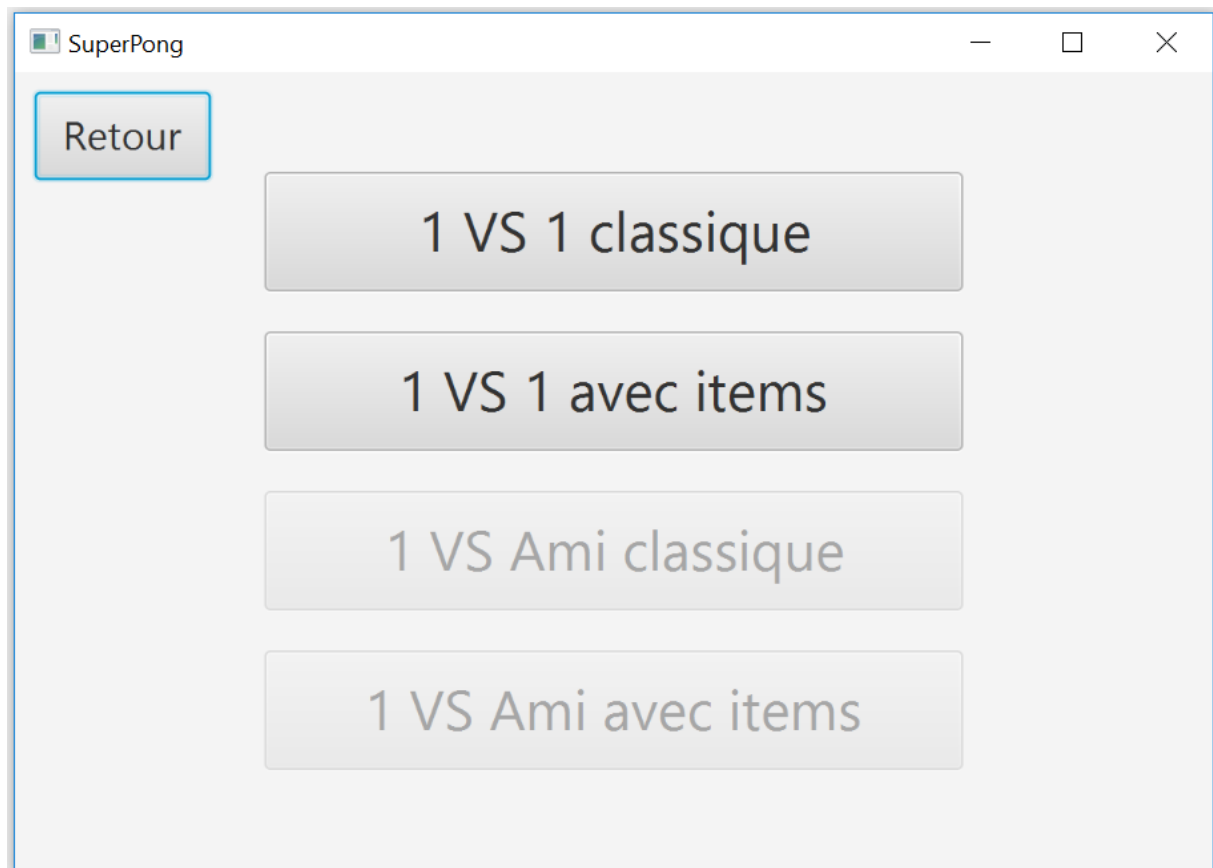 SuperPong
Retour
1 VS 1 classique
1 VS 1 avec items
1 VS Ami classique
1 VS Ami avec items